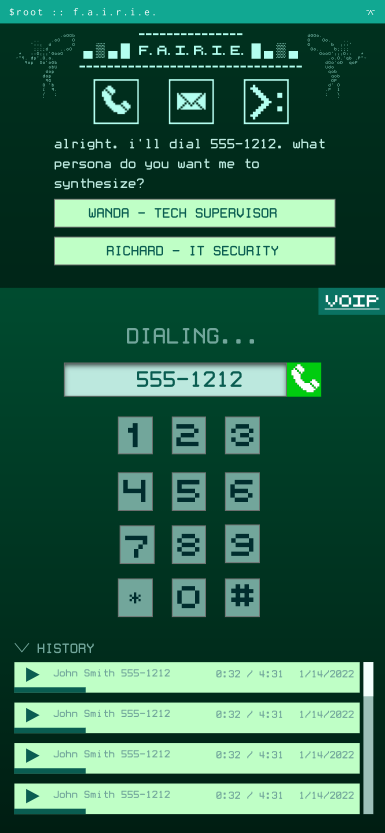 $root :: f.a.i.r.i.e.
F. A. I. R. I. E.
alright. i'll dial 555-1212. what
persona do you want me to
synthesize?
WANDA - TECH SUPERVISOR
RICHARD - IT SECURITY
VOIP
DIALING...
555-1212
1 2 3
4 5 6
7 8 9
* 0 #
HISTORY
John Smith 555-1212 0:32 / 4:31 1/14/2022
John Smith 555-1212 0:32 / 4:31 1/14/2022
John Smith 555-1212 0:32 / 4:31 1/14/2022
John Smith 555-1212 0:32 / 4:31 1/14/2022